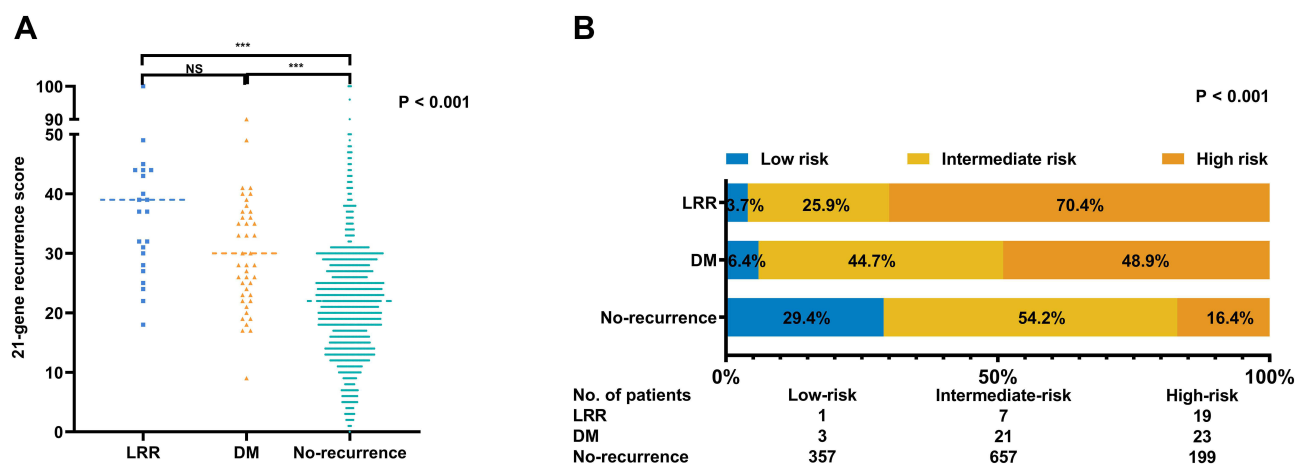 A
***
NS
***
P < 0.001
100
90
50
40
30
20
10
0
21-gene recurrence score
LRR DM No-recurrence
B
P < 0.001
Low risk Intermediate risk High risk
LRR 3.7% 25.9% 70.4%
DM 6.4% 44.7% 48.9%
No-recurrence 29.4% 54.2% 16.4%
0% 50% 100%
No. of patients Low-risk Intermediate-risk High-risk
LRR 1 7 19
DM 3 21 23
No-recurrence 357 657 199